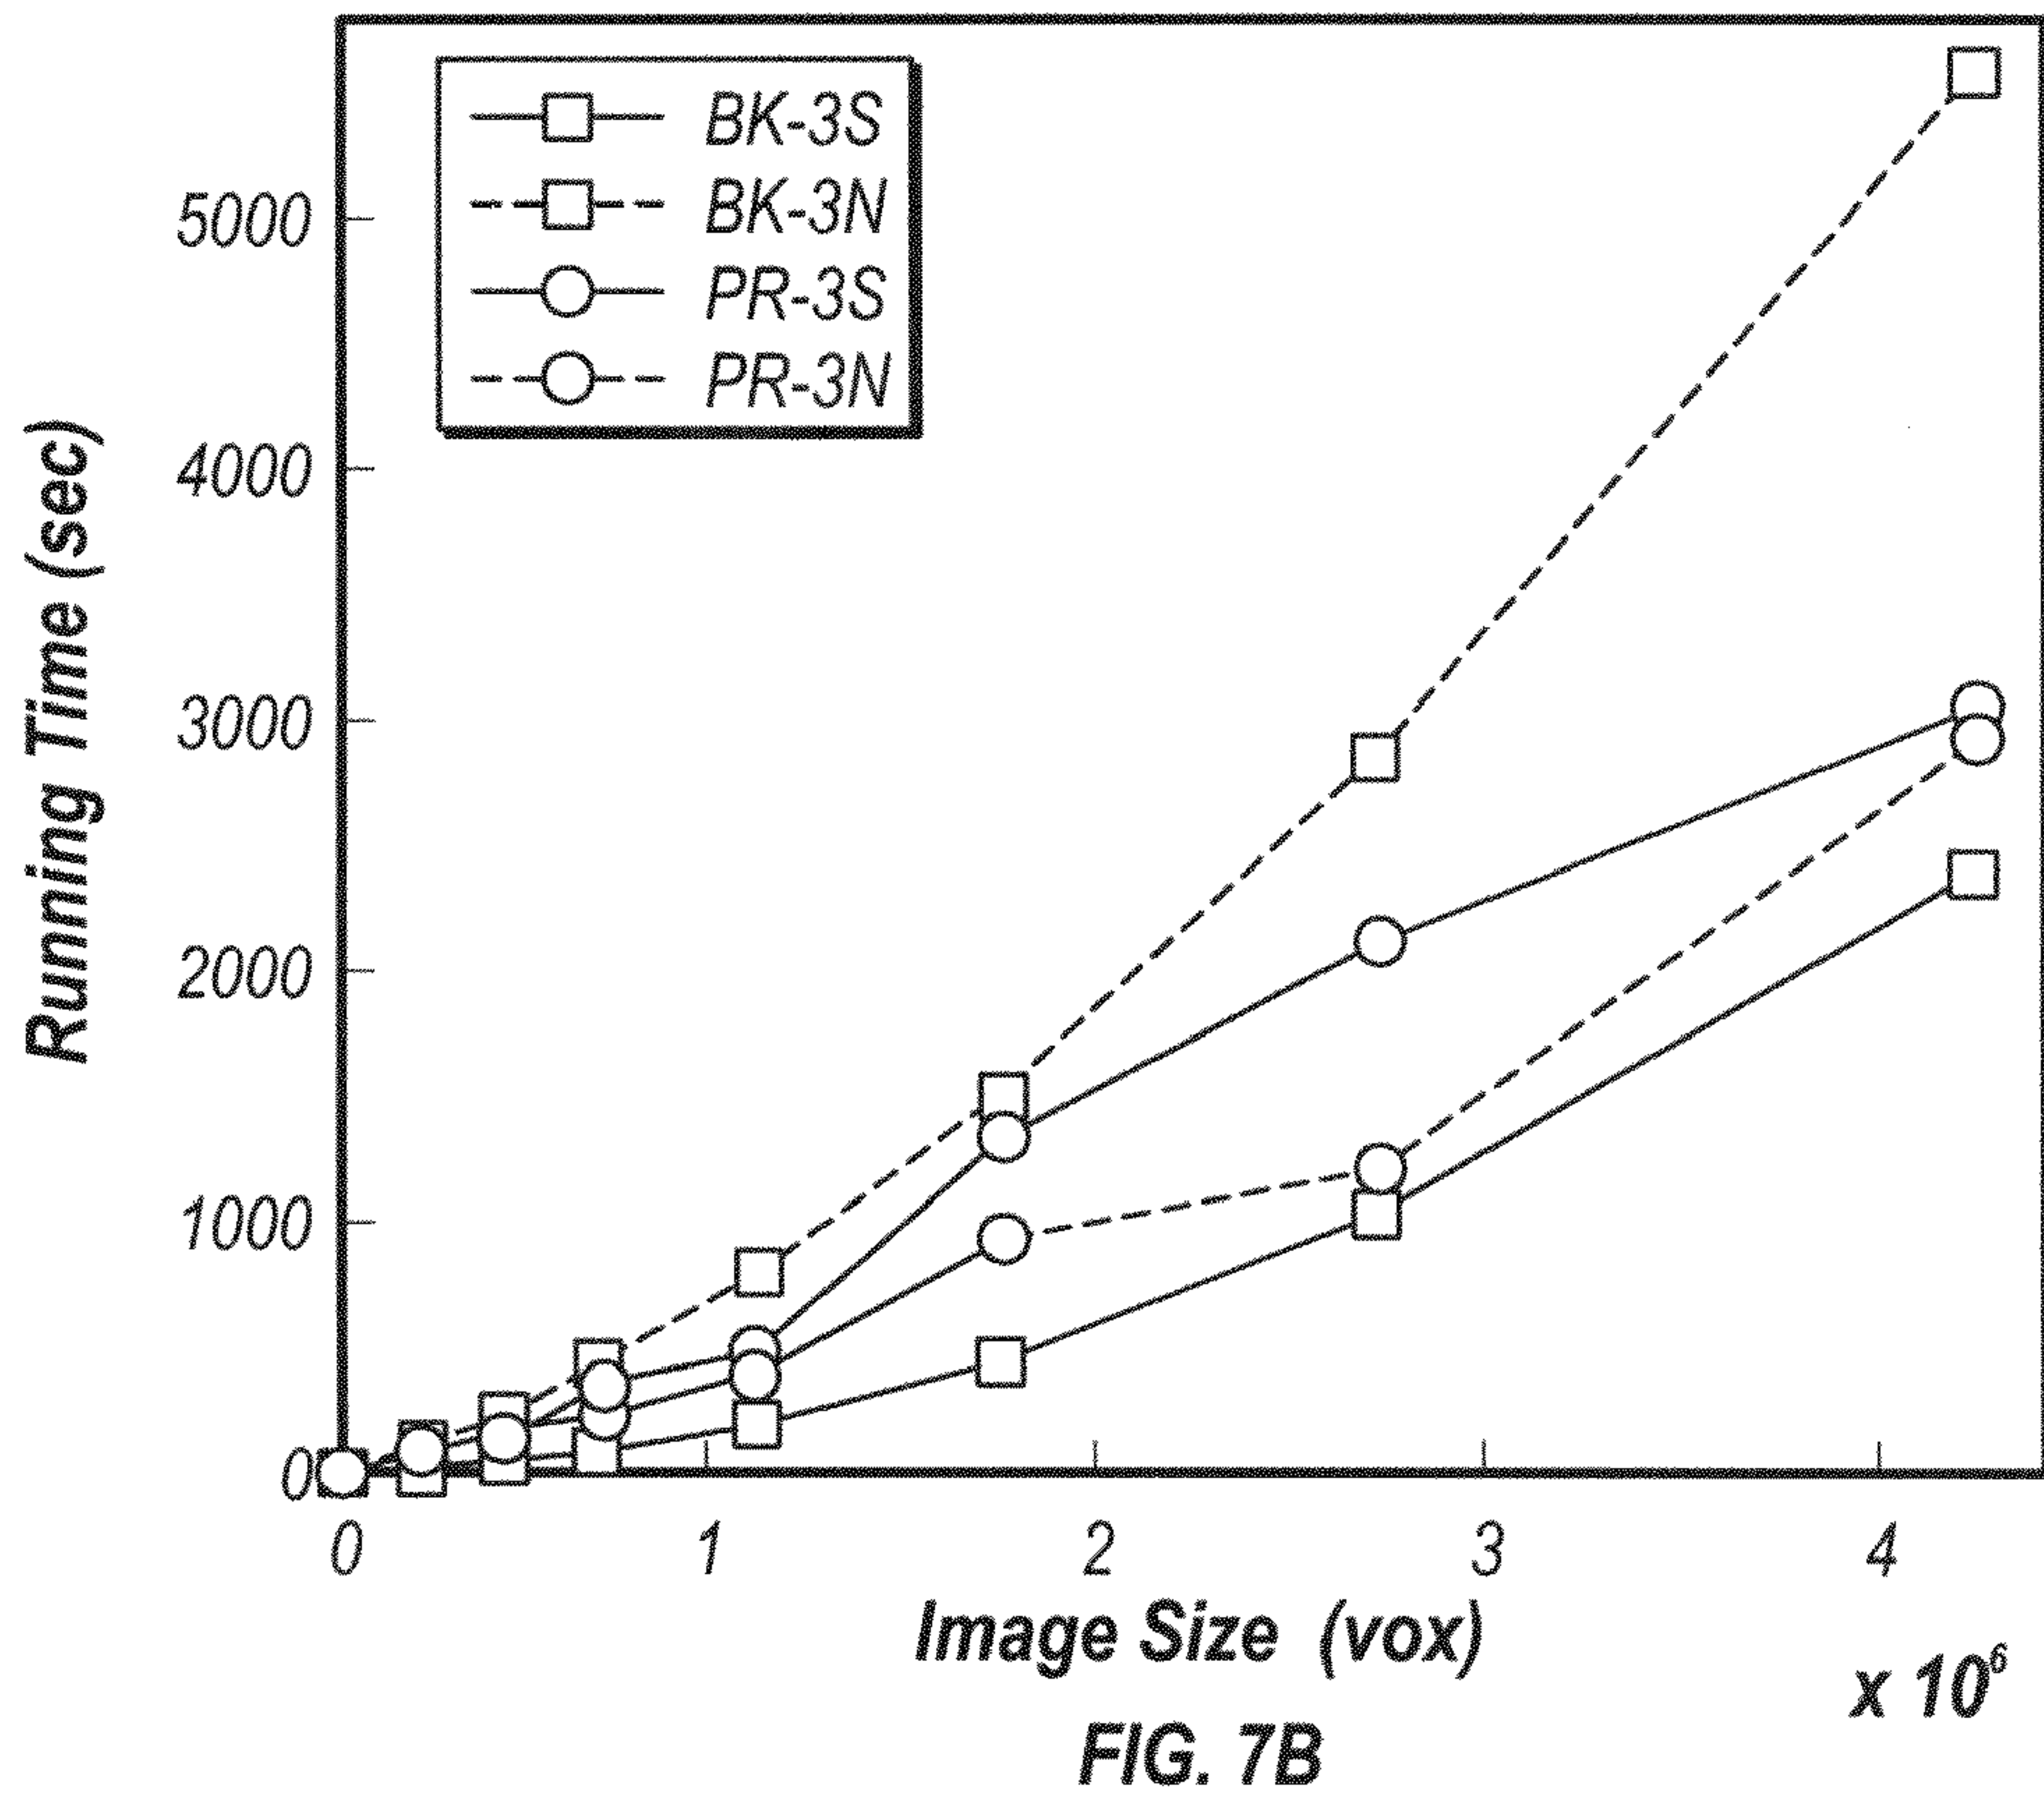 BK-3S
BK-3N
PR-3S
PR-3N
5000
4000
3000
2000
1000
0
Running Time (sec)
0 1 2 3 4
Image Size (vox)
x 10⁶
FIG. 7B